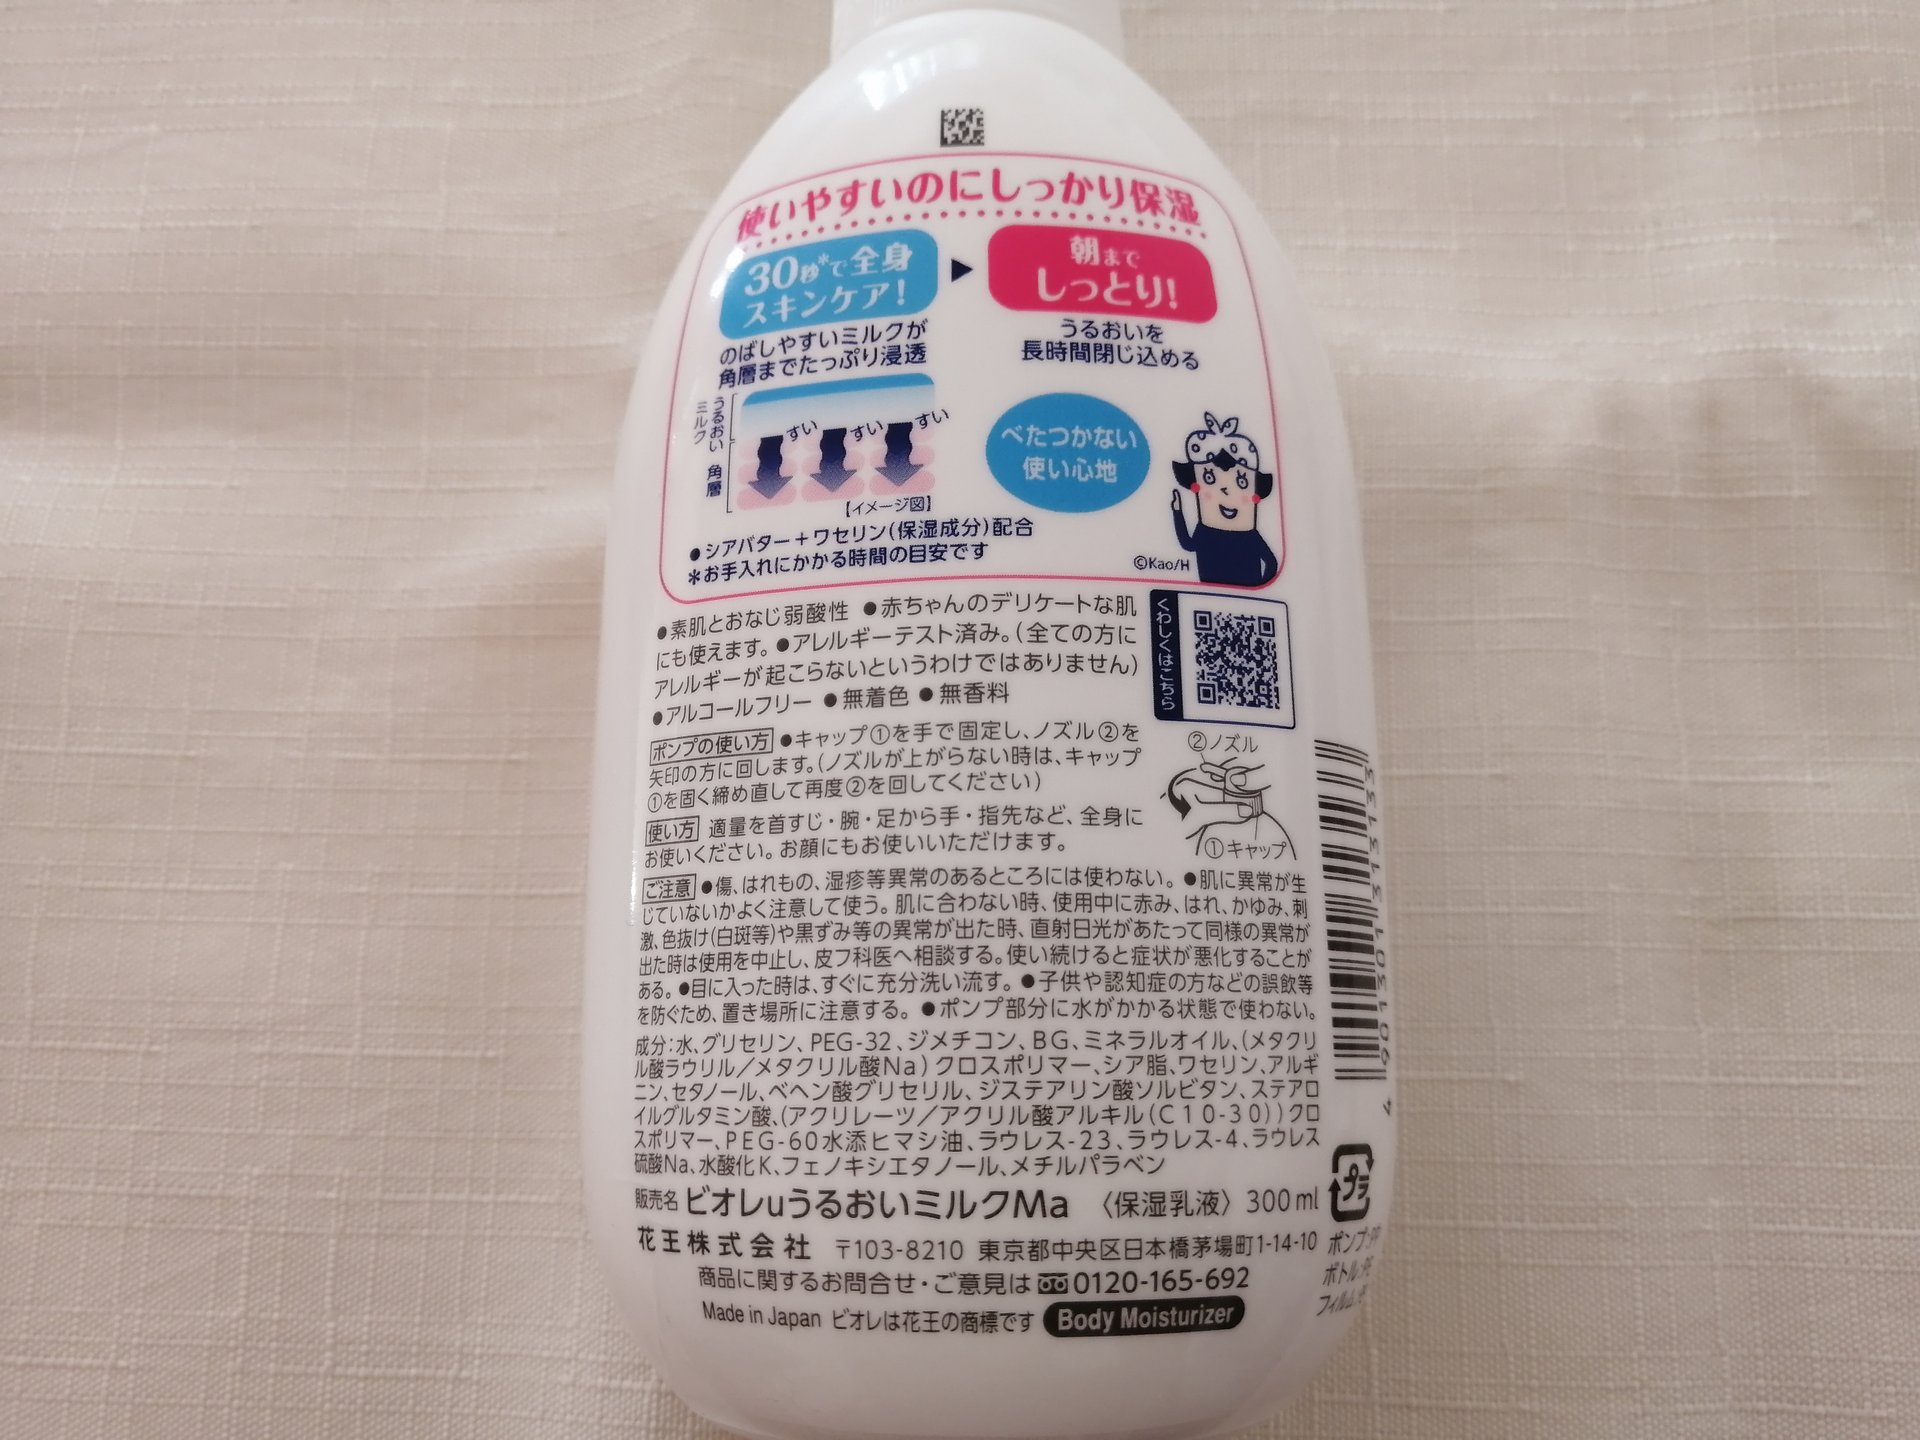 使いやすいのにしっかり保湿
30秒*で全身
スキンケア!
朝まで
しっとり!
のばしやすいミルクが
角層までたっぷり浸透
うるおいを
長時間閉じ込める
うるおい
ミルク
角層
すい
すい
すい
【イメージ図】
べたつかない
使い心地
●シアバター+ワセリン(保湿成分)配合
*お手入れにかかる時間の目安です
©Kao/H
●素肌とおなじ弱酸性 ●赤ちゃんのデリケートな肌
にも使えます。●アレルギーテスト済み。(全ての方に
アレルギーが起こらないというわけではありません)
●アルコールフリー ●無着色 ●無香料
くわしくはこちら
ポンプの使い方 ●キャップ①を手で固定し、ノズル②を
矢印の方に回します。(ノズルが上がらない時は、キャップ
①を固く締め直して再度②を回してください)
②ノズル
①キャップ
使い方 適量を首すじ・腕・足から手・指先など、全身に
お使いください。お顔にもお使いいただけます。
ご注意 ●傷、はれもの、湿疹等異常のあるところには使わない。●肌に異常が生
じていないかよく注意して使う。肌に合わない時、使用中に赤み、はれ、かゆみ、刺
激、色抜け(白斑等)や黒ずみ等の異常が出た時、直射日光があたって同様の異常が
出た時は使用を中止し、皮フ科医へ相談する。使い続けると症状が悪化することが
ある。●目に入った時は、すぐに充分洗い流す。●子供や認知症の方などの誤飲等
を防ぐため、置き場所に注意する。●ポンプ部分に水がかかる状態で使わない。
成分:水、グリセリン、PEG-32、ジメチコン、BG、ミネラルオイル、(メタクリ
ル酸ラウリル/メタクリル酸Na)クロスポリマー、シア脂、ワセリン、アルギ
ニン、セタノール、ベヘン酸グリセリル、ジステアリン酸ソルビタン、ステアロ
イルグルタミン酸、(アクリレーツ/アクリル酸アルキル(C10-30))クロ
スポリマー、PEG-60水添ヒマシ油、ラウレス-23、ラウレス-4、ラウレス
硫酸Na、水酸化K、フェノキシエタノール、メチルパラベン
販売名 ビオレuうるおいミルクMa 〈保湿乳液〉300ml
花王株式会社 〒103-8210 東京都中央区日本橋茅場町1-14-10
商品に関するお問合せ・ご意見は 0120-165-692
Made in Japan ビオレは花王の商標です Body Moisturizer
プラ
ポンプ:PP
ボトル:PE
フィルム: